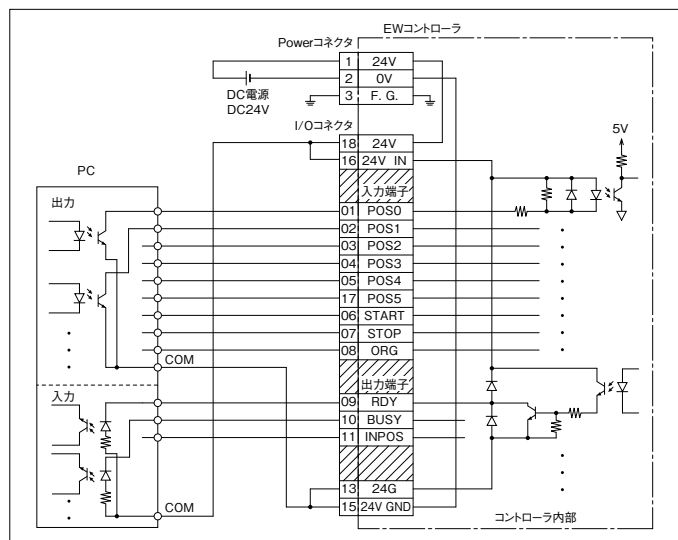 EWコントローラ
Powerコネクタ
1 24V
2 0V
3 F. G.
DC電源
DC24V
I/Oコネクタ
18 24V
16 24V IN
5V
PC
出力
入力端子
01 POS0
02 POS1
03 POS2
04 POS3
05 POS4
17 POS5
06 START
07 STOP
08 ORG
COM
入力
出力端子
09 RDY
10 BUSY
11 INPOS
COM
13 24G
15 24V GND
コントローラ内部